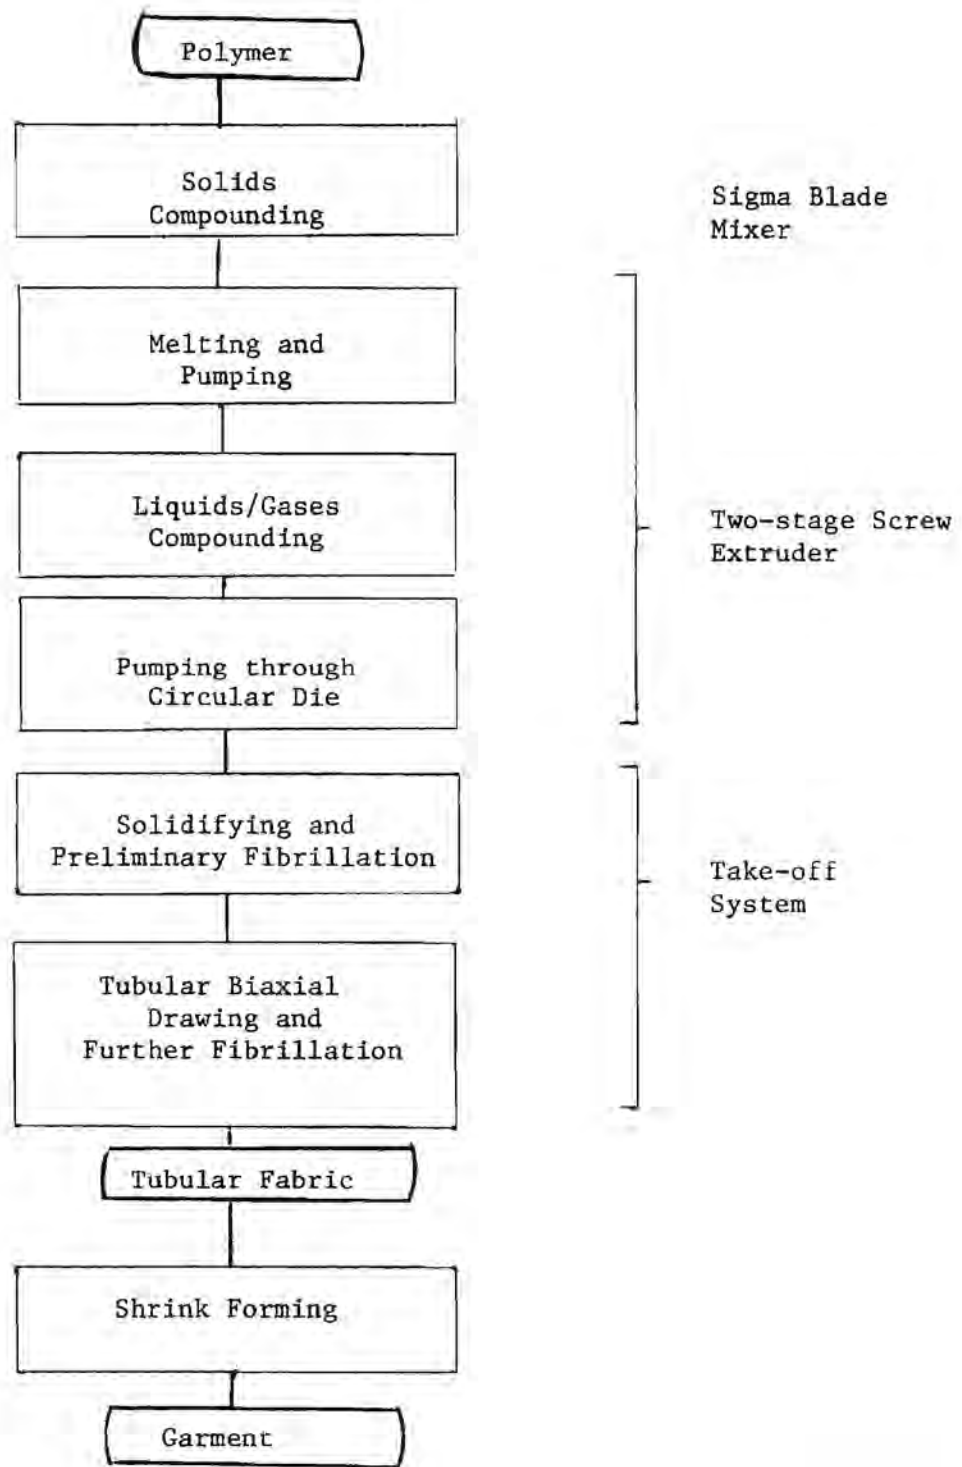 Polymer
Solids
Compounding
Sigma Blade
Mixer
Melting and
Pumping
Liquids/Gases
Compounding
Two-stage Screw
Extruder
Pumping through
Circular Die
Solidifying and
Preliminary Fibrillation
Take-off
System
Tubular Biaxial
Drawing and
Further Fibrillation
Tubular Fabric
Shrink Forming
Garment